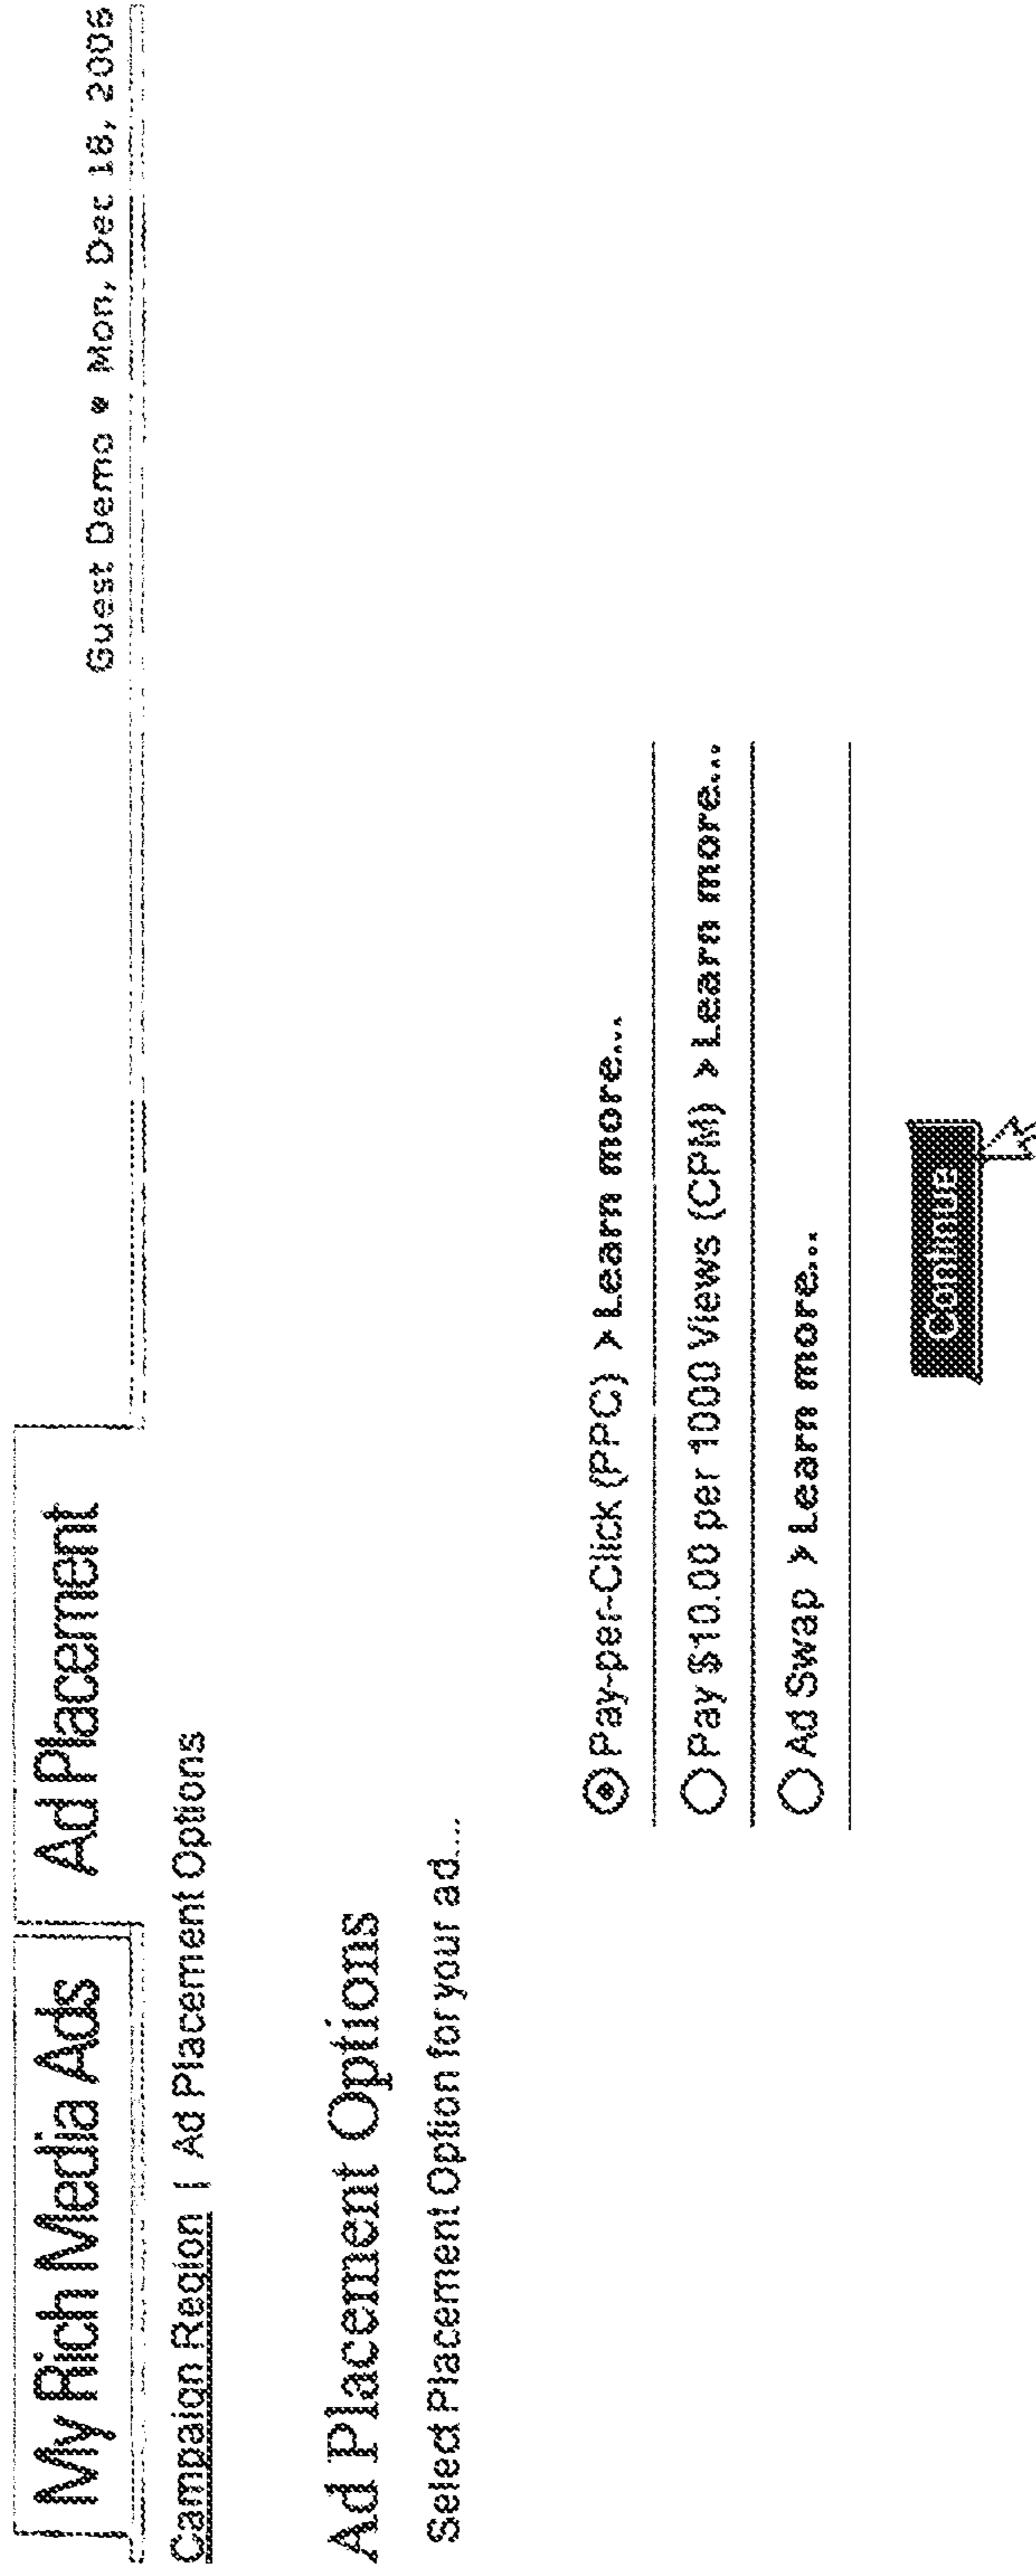 My Rich Media Ads Ad Placement
Guest Demo • Mon, Dec 18, 2006
Campaign Region | Ad Placement Options
Ad Placement Options
Select Placement Option for your ad....
Pay-per-Click (PPC) > Learn more...
Pay $10.00 per 1000 Views (CPM) > Learn more...
Ad Swap > Learn more...
Continue